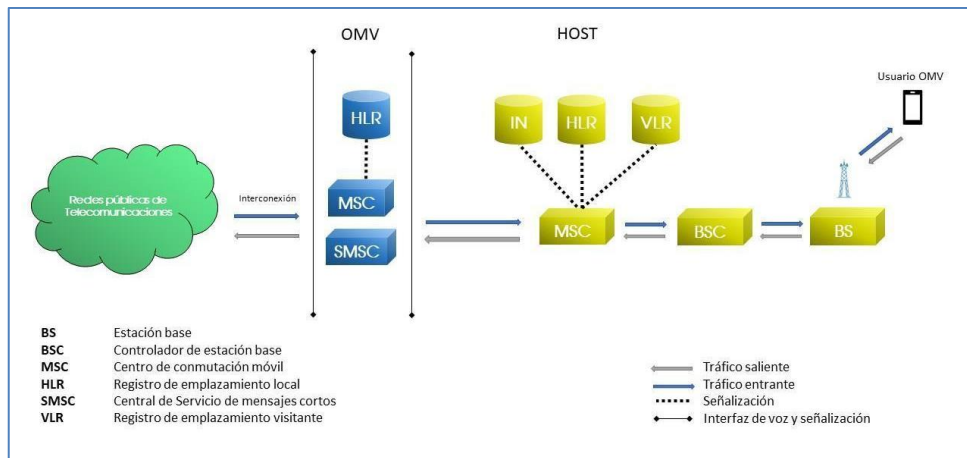 OMV
HOST
Usuario OMV
HLR
IN
HLR
VLR
Redes públicas de
Telecomunicaciones
Interconexión
MSC
SMSC
MSC
BSC
BS
BS Estación base
BSC Controlador de estación base
MSC Centro de conmutación móvil
HLR Registro de emplazamiento local
SMSC Central de Servicio de mensajes cortos
VLR Registro de emplazamiento visitante
Tráfico saliente
Tráfico entrante
Señalización
Interfaz de voz y señalización